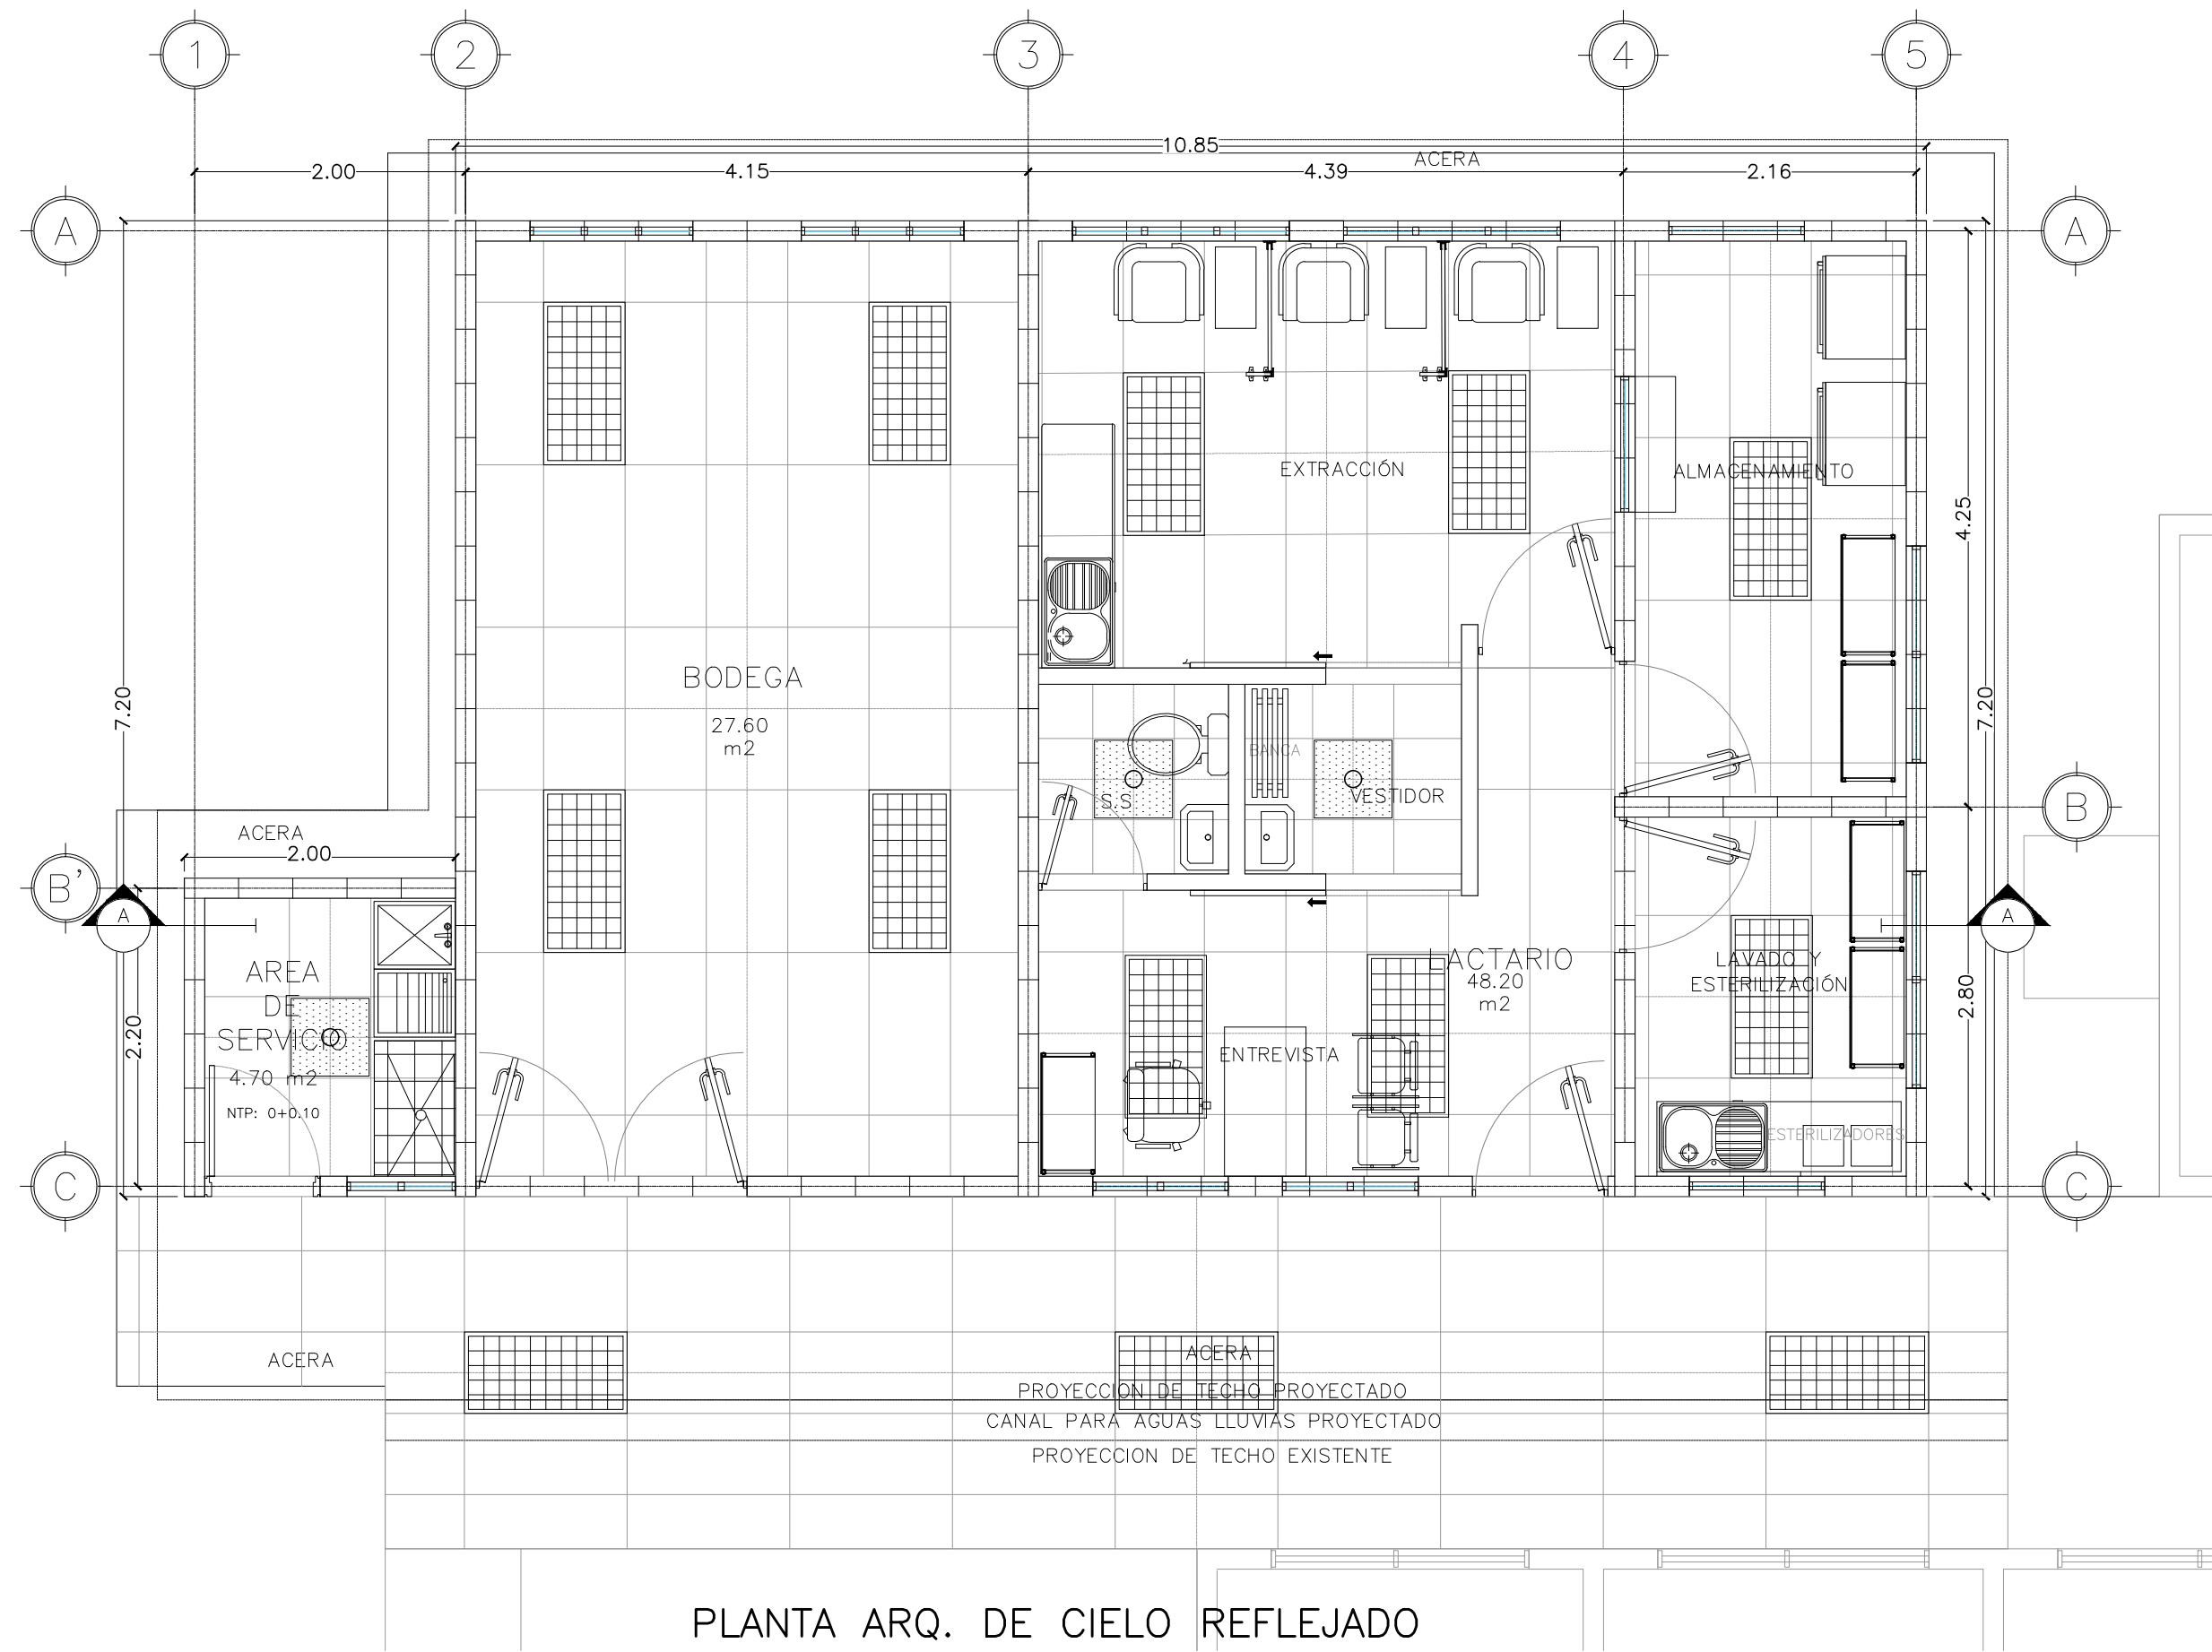 1
2
3
4
5
10.85
ACERA
2.00
4.15
4.39
2.16
A
A
EXTRACCIÓN
ALMACENAMIENTO
4.25
BODEGA
27.60
m2
7.20
7.20
BANCA
S.S
VESTIDOR
B
ACERA
2.00
B'
A
A
LACTARIO
48.20
m2
LAVADO Y
ESTERILIZACIÓN
AREA
DE
SERVICIO
4.70 m2
NTP: 0+0.10
2.20
2.80
ENTREVISTA
ESTERILIZADORES
C
C
ACERA
ACERA
PROYECCION DE TECHO PROYECTADO
CANAL PARA AGUAS LLUVIAS PROYECTADO
PROYECCION DE TECHO EXISTENTE
PLANTA ARQ. DE CIELO REFLEJADO